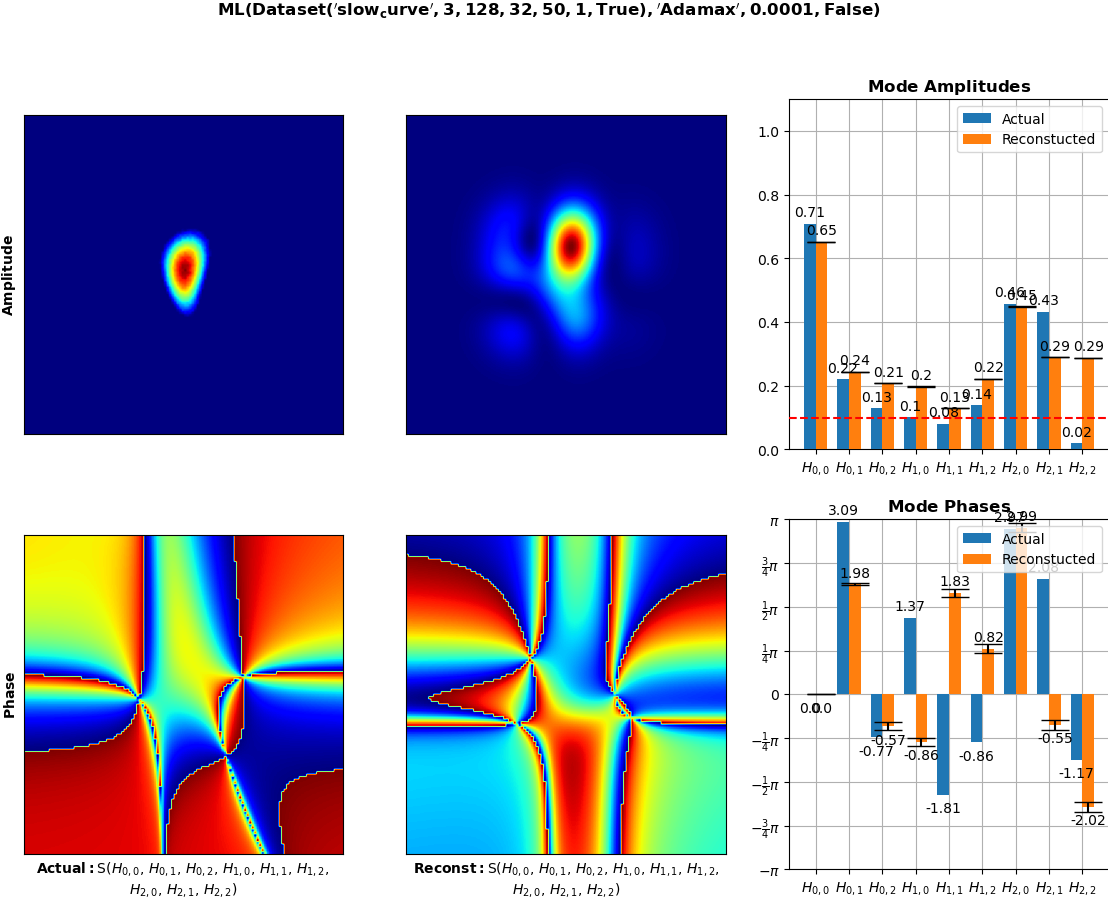 ML(Dataset('slow_curve', 3, 128, 32, 50, 1, True), 'Adamax', 0.0001, False)
Amplitude
Mode Amplitudes
Actual
Reconstucted
1.0
0.8
0.6
0.4
0.2
0.0
0.71
0.65
0.22
0.24
0.13
0.21
0.1
0.2
0.08
0.13
0.14
0.22
0.46
0.45
0.43
0.29
0.02
0.29
H0,0 H0,1 H0,2 H1,0 H1,1 H1,2 H2,0 H2,1 H2,2
Phase
Actual: S(H0,0, H0,1, H0,2, H1,0, H1,1, H1,2,
H2,0, H2,1, H2,2)
Reconst: S(H0,0, H0,1, H0,2, H1,0, H1,1, H1,2,
H2,0, H2,1, H2,2)
Mode Phases
Actual
Reconstucted
π
3/4π
1/2π
1/4π
0
−1/4π
−1/2π
−3/4π
−π
0.0
0.0
3.09
1.98
-0.77
-0.57
1.37
-0.86
-1.81
1.83
-0.86
0.82
2.99
2.08
-0.55
-1.17
-2.02
H0,0 H0,1 H0,2 H1,0 H1,1 H1,2 H2,0 H2,1 H2,2